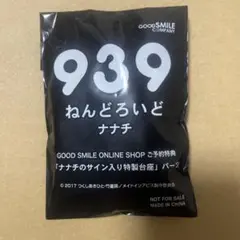 GOOD SMILE
COMPANY
939
ねんどろいど
ナナチ
GOOD SMILE ONLINE SHOP ご予約特典
「ナナチのサイン入り特製台座」パーツ
© 2017 つくしあきひと・竹書房／メイドインアビス製作委員会
NOT FOR SALE
MADE IN CHINA